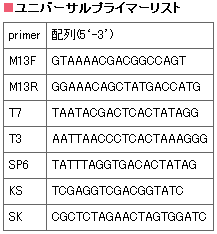 ■ユニバーサルプライマーリスト
primer 配列(5‘-3’)
M13F GTAAAACGACGGCCAGT
M13R GGAAACAGCTATGACCATG
T7 TAATACGACTCACTATAGG
T3 AATTAACCCTCACTAAAGGG
SP6 TATTTAGGTGACACTATAG
KS TCGAGGTCGACGGTATC
SK CGCTCTAGAACTAGTGGATC